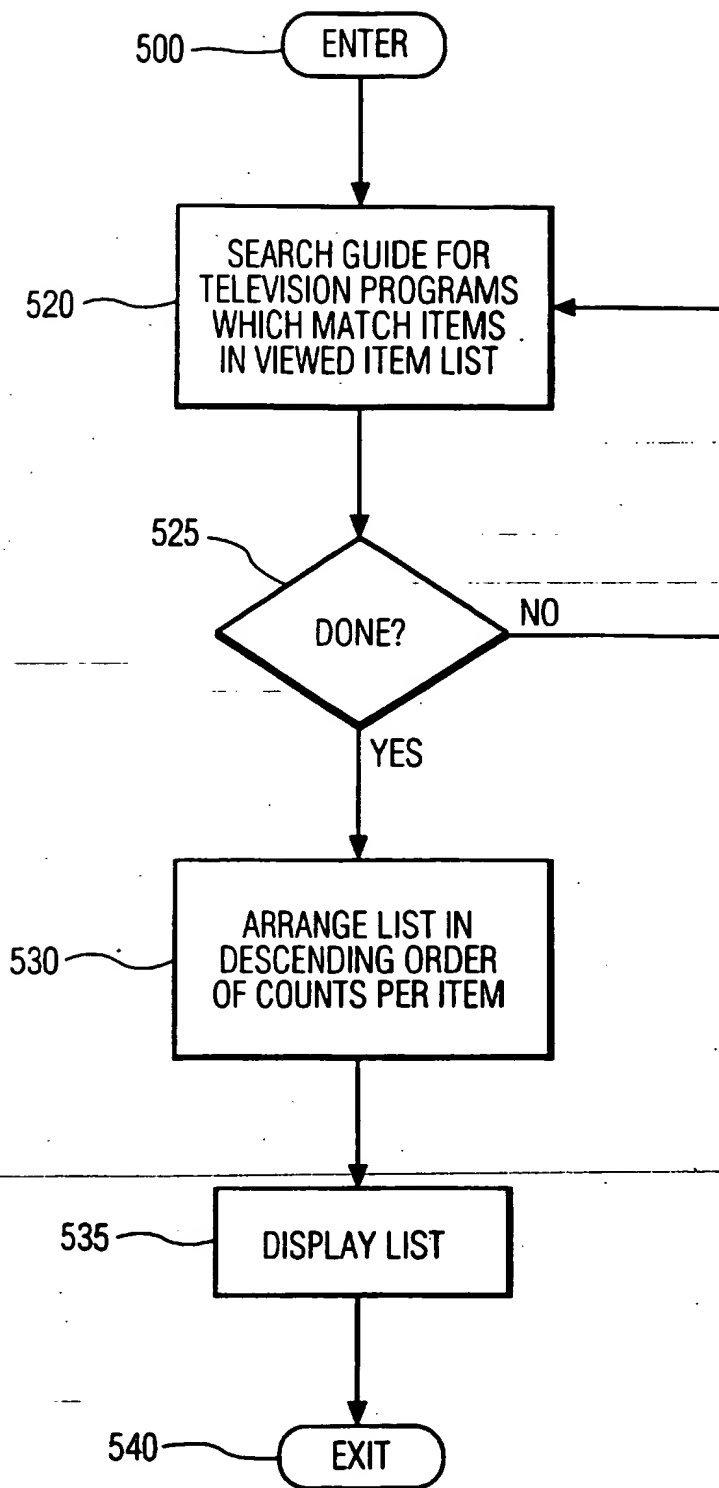 500
ENTER
520
SEARCH GUIDE FOR
TELEVISION PROGRAMS
WHICH MATCH ITEMS
IN VIEWED ITEM LIST
525
DONE?
NO
YES
530
ARRANGE LIST IN
DESCENDING ORDER
OF COUNTS PER ITEM
535
DISPLAY LIST
540
EXIT